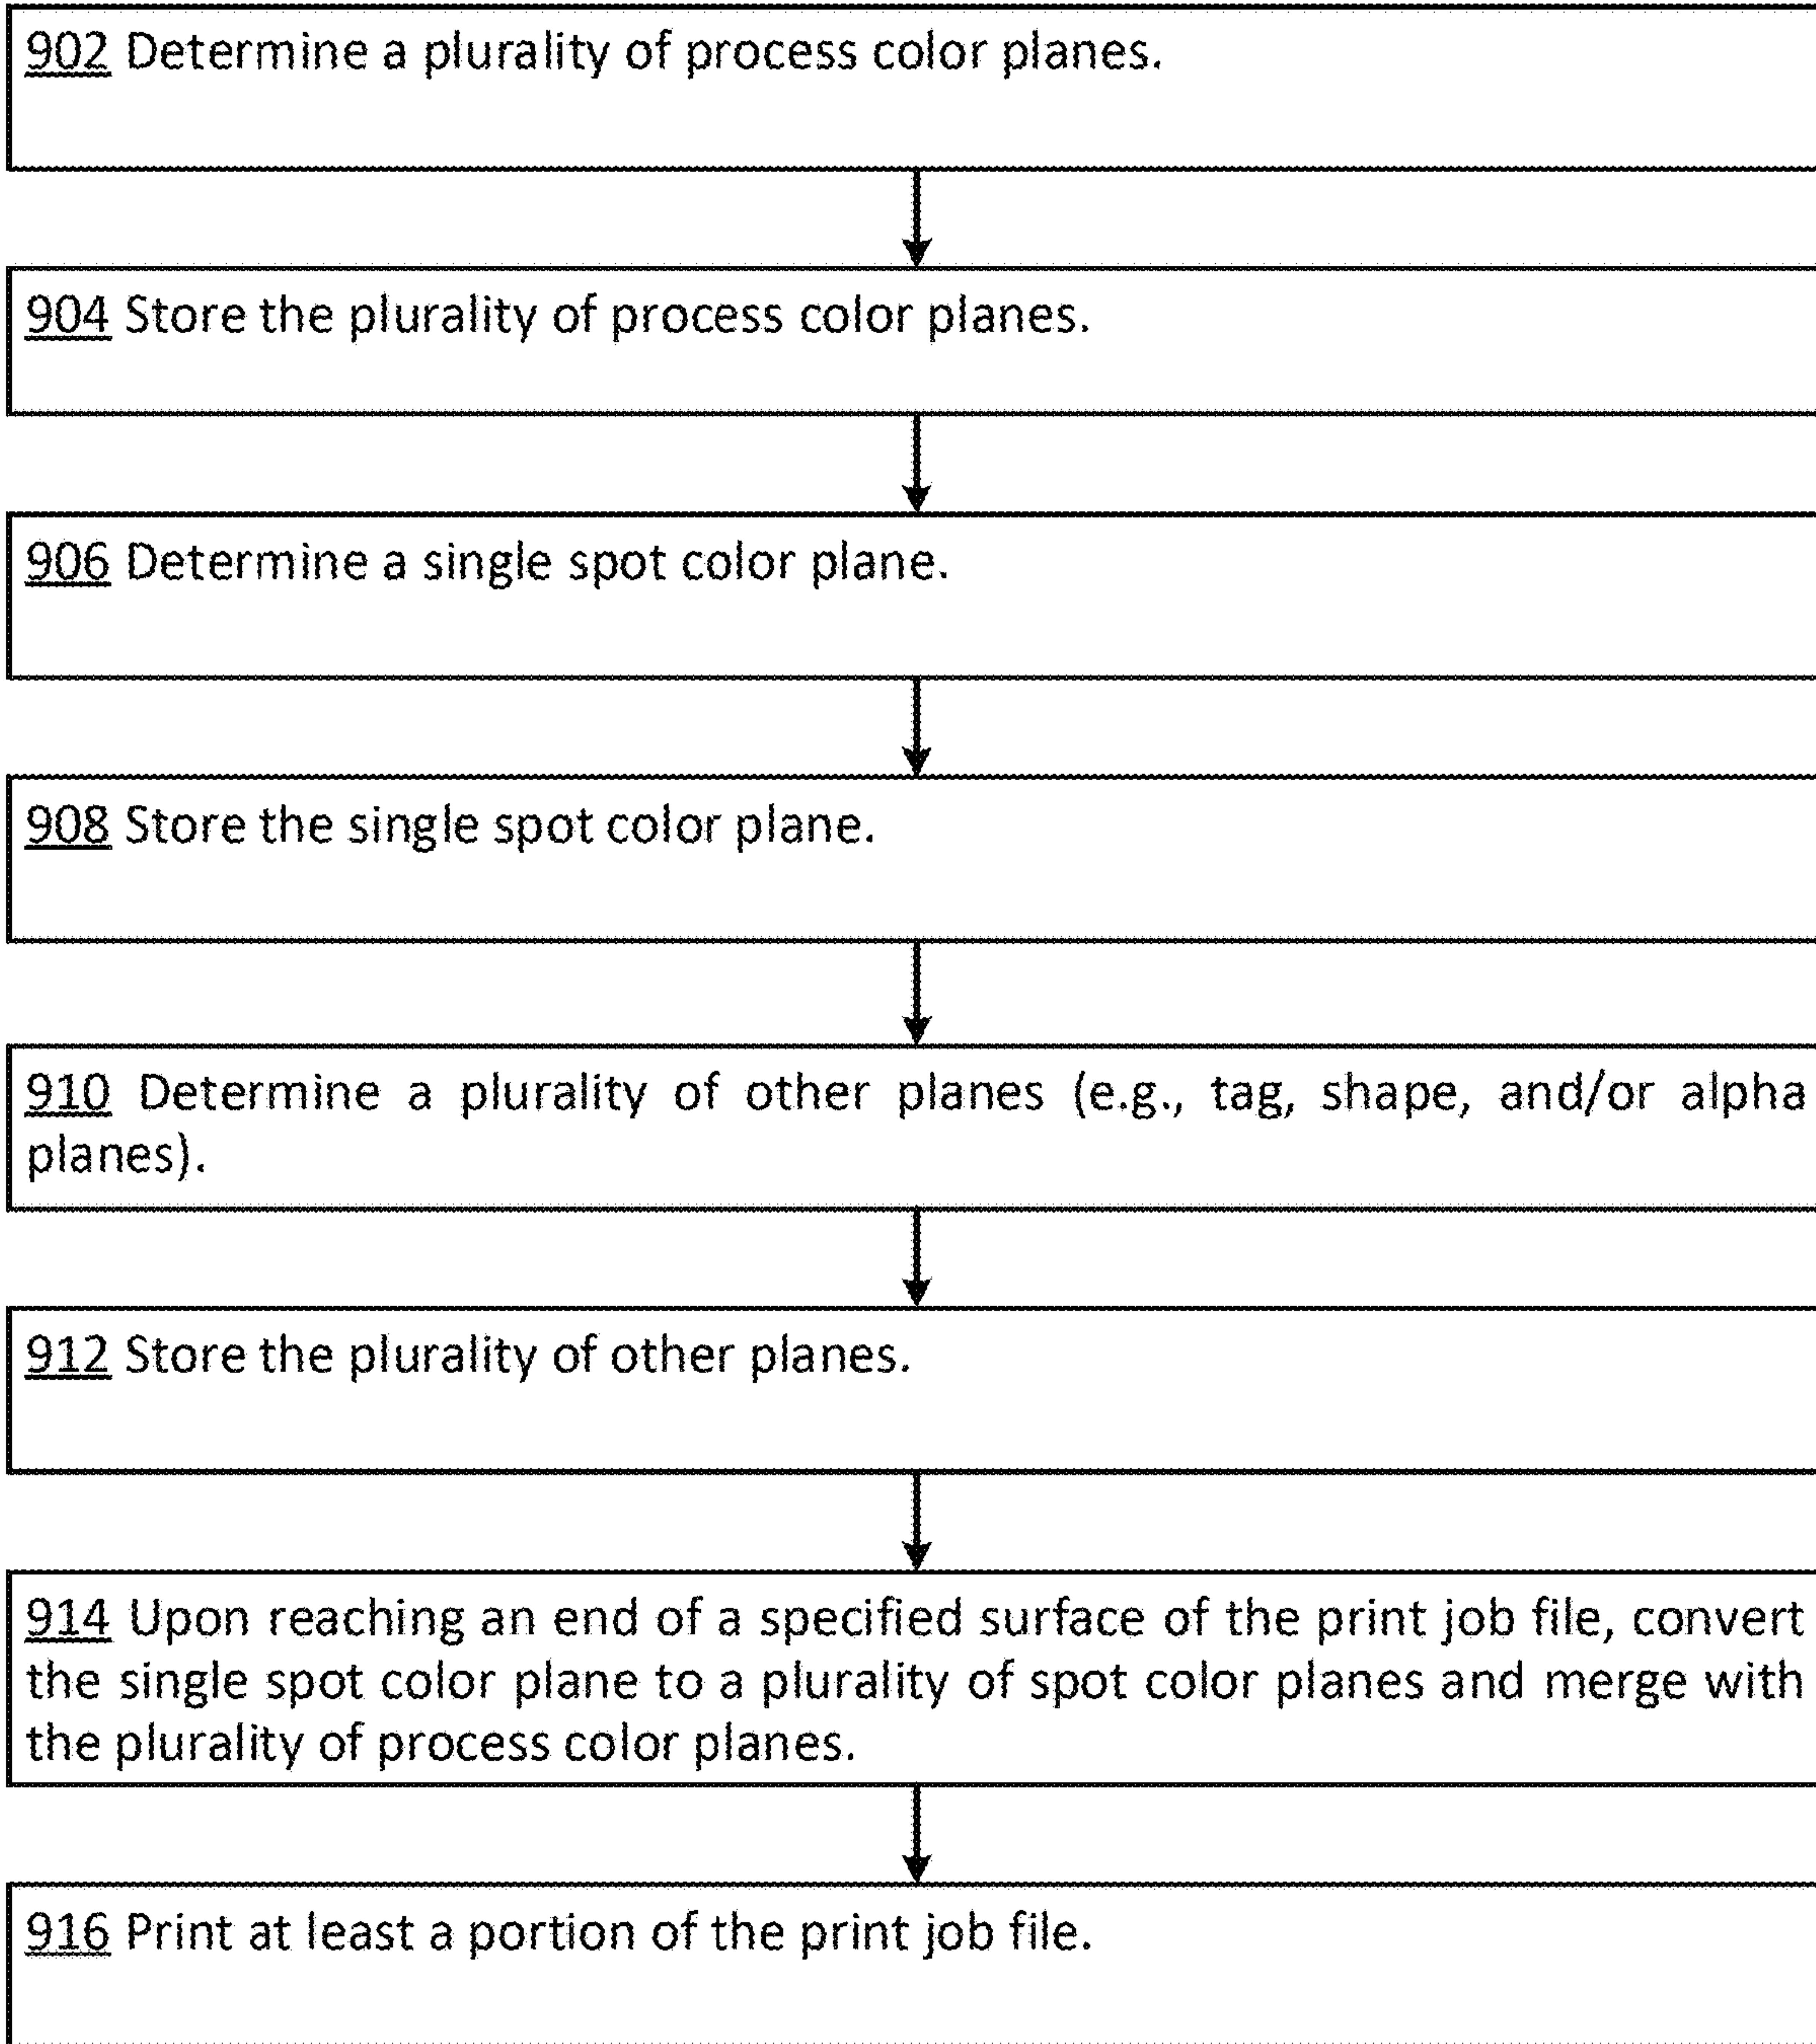 902 Determine a plurality of process color planes.
904 Store the plurality of process color planes.
906 Determine a single spot color plane.
908 Store the single spot color plane.
910 Determine a plurality of other planes (e.g., tag, shape, and/or alpha
planes).
912 Store the plurality of other planes.
914 Upon reaching an end of a specified surface of the print job file, convert
the single spot color plane to a plurality of spot color planes and merge with
the plurality of process color planes.
916 Print at least a portion of the print job file.